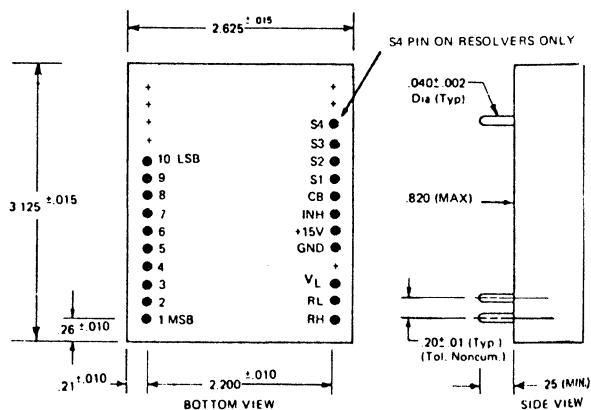 2.625 ±.015
S4 PIN ON RESOLVERS ONLY
.040±.002
Dia (Typ)
S4
S3
10 LSB
S2
9
S1
8
CB
3.125 ±.015
.820 (MAX)
7
INH
6
+15V
5
GND
4
3
VL
2
RL
.26 ±.010
1 MSB
RH
.20±.01 (Typ)
(Tol. Noncum.)
.21±.010
2.200 ±.010
.25 (MIN.)
BOTTOM VIEW
SIDE VIEW